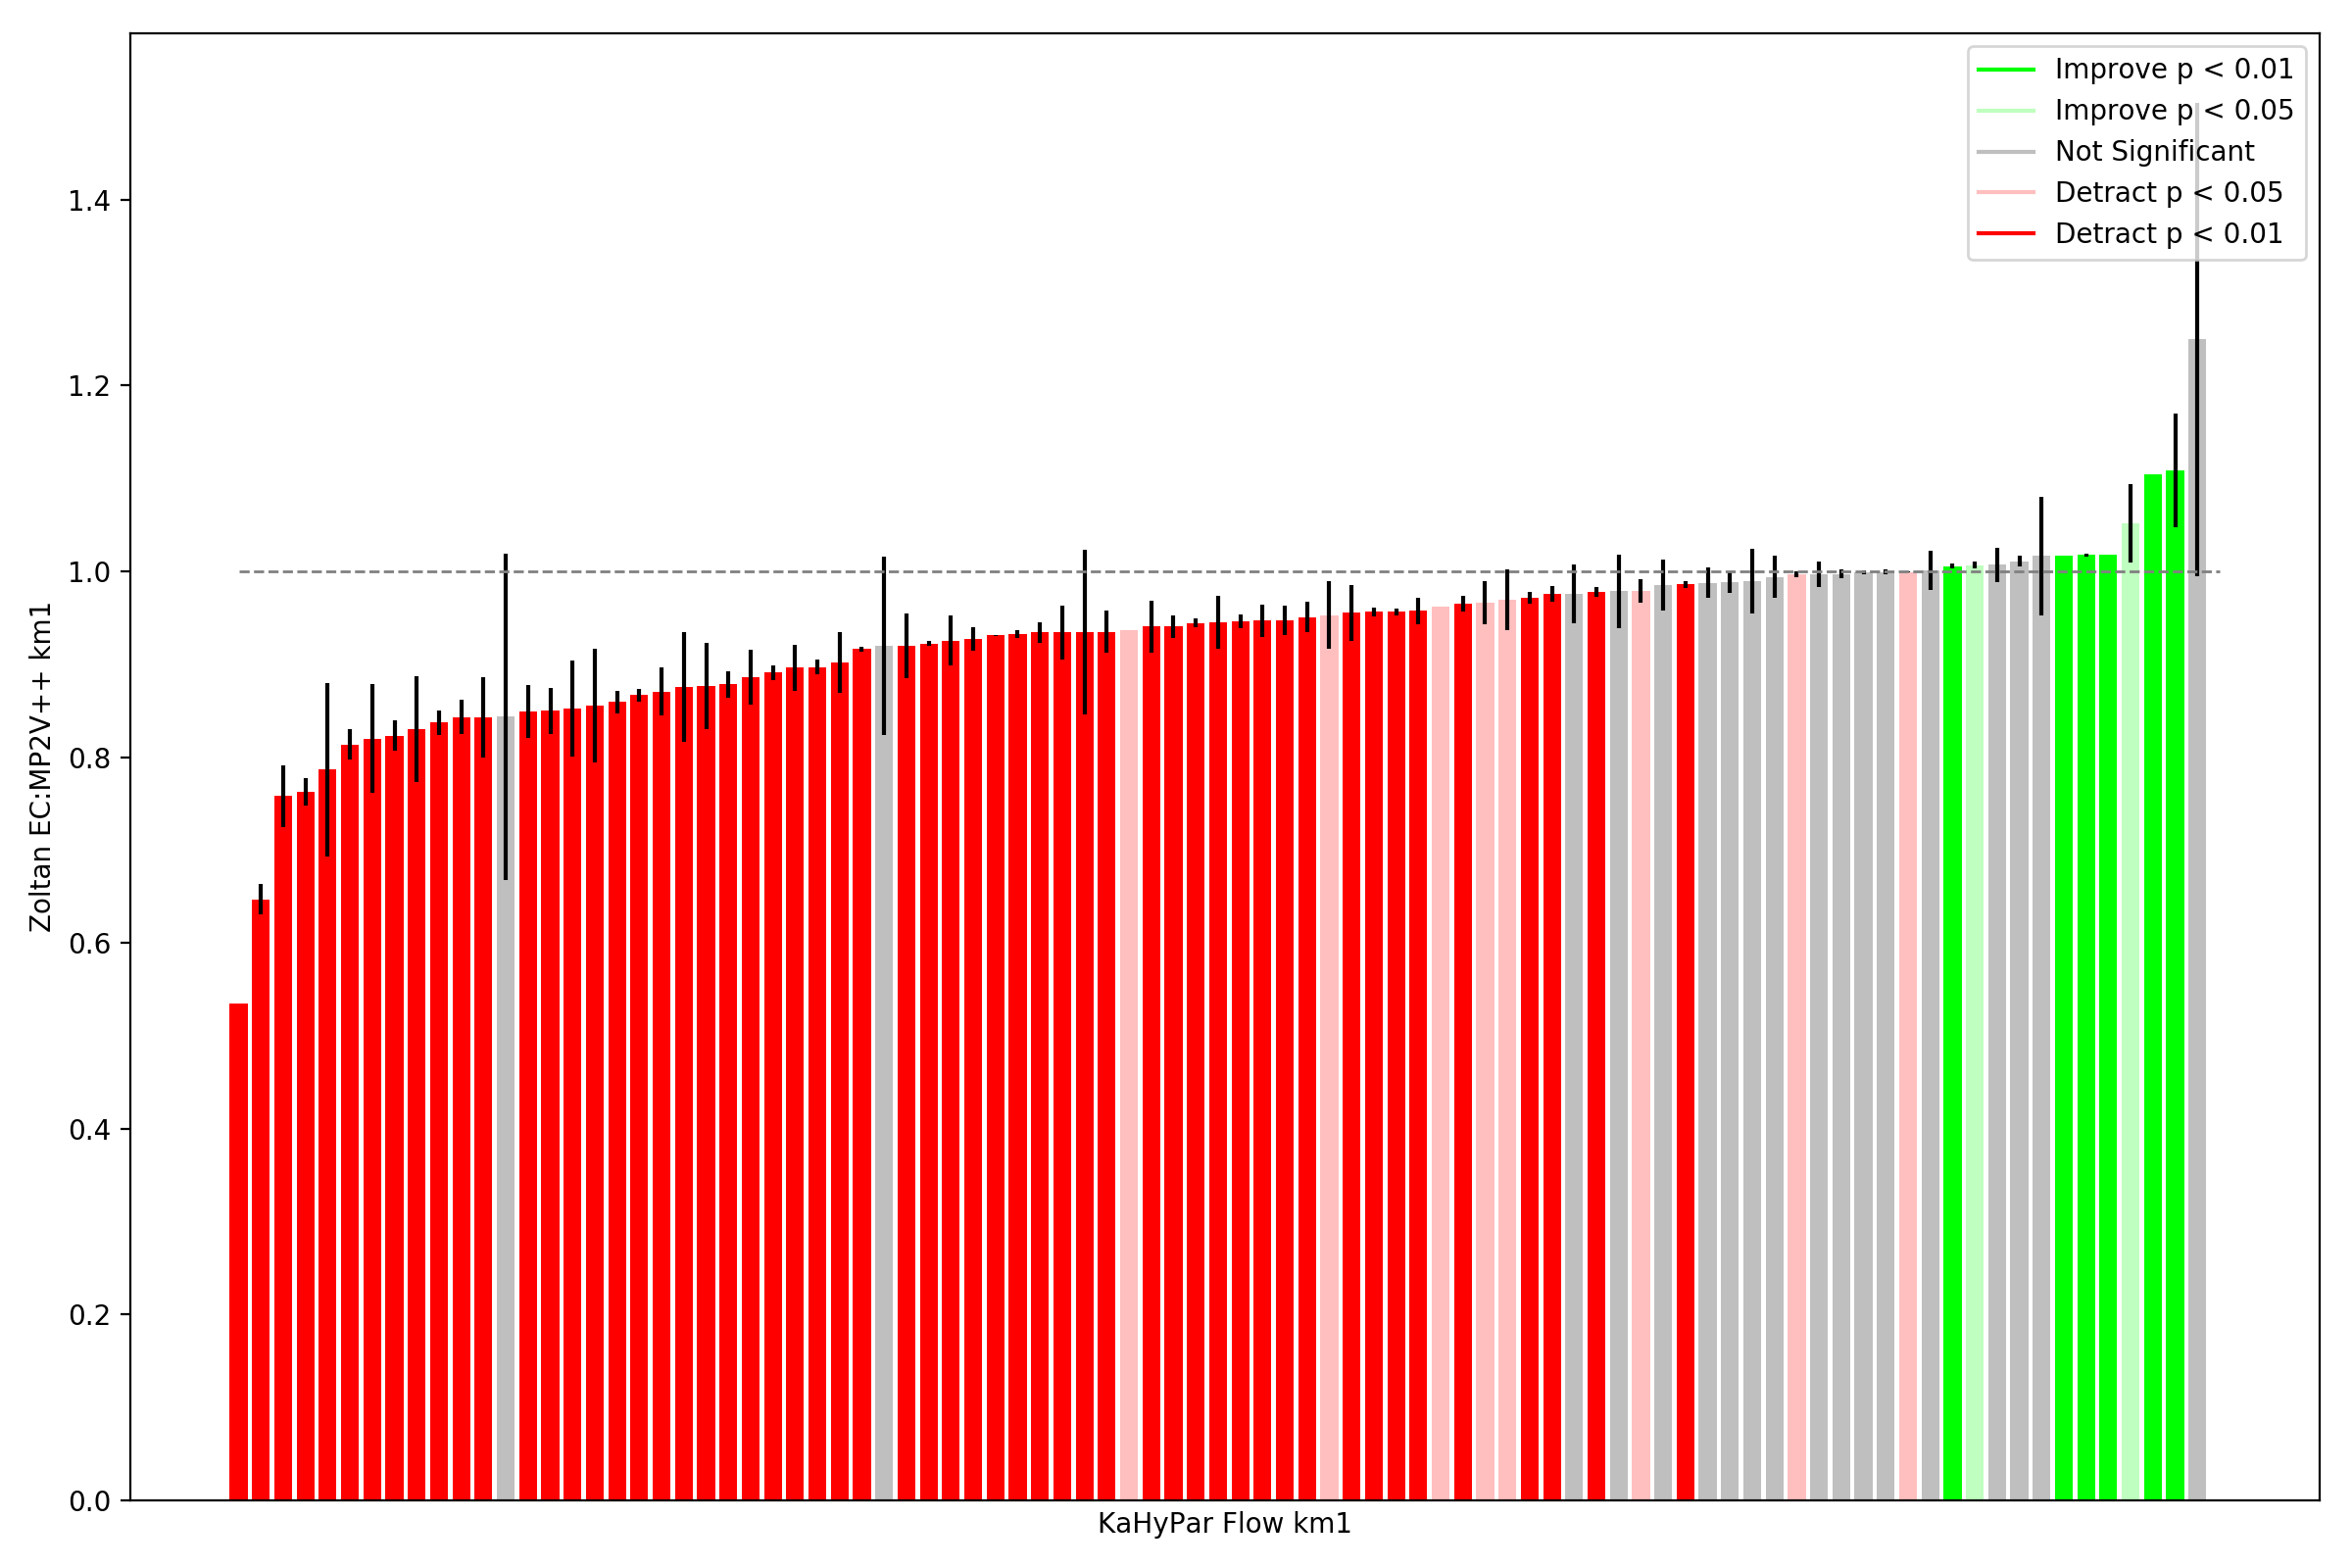 Improve p < 0.01
Improve p < 0.05
Not Significant
Detract p < 0.05
Detract p < 0.01
1.4
1.2
1.0
0.8
0.6
0.4
0.2
0.0
Zoltan EC:MP2V++ km1
KaHyPar Flow km1